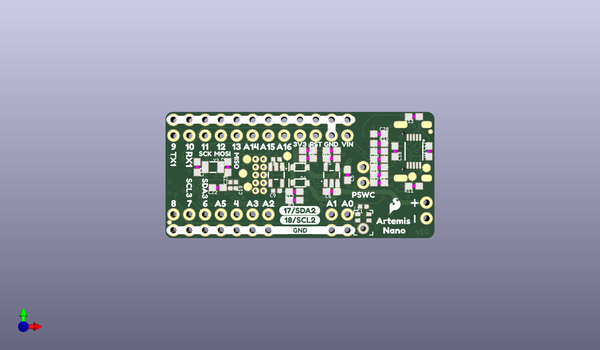 9 10 11 12 13 A14 A15 A16 3V3 RST GND VIN
TX1 RX1 SCK MOSI MISO
SCL3 SDA3
PSWC
8 7 6 A5 4 A3 A2 17/SDA2 A1 A0
18/SCL2
GND
Artemis
Nano
+